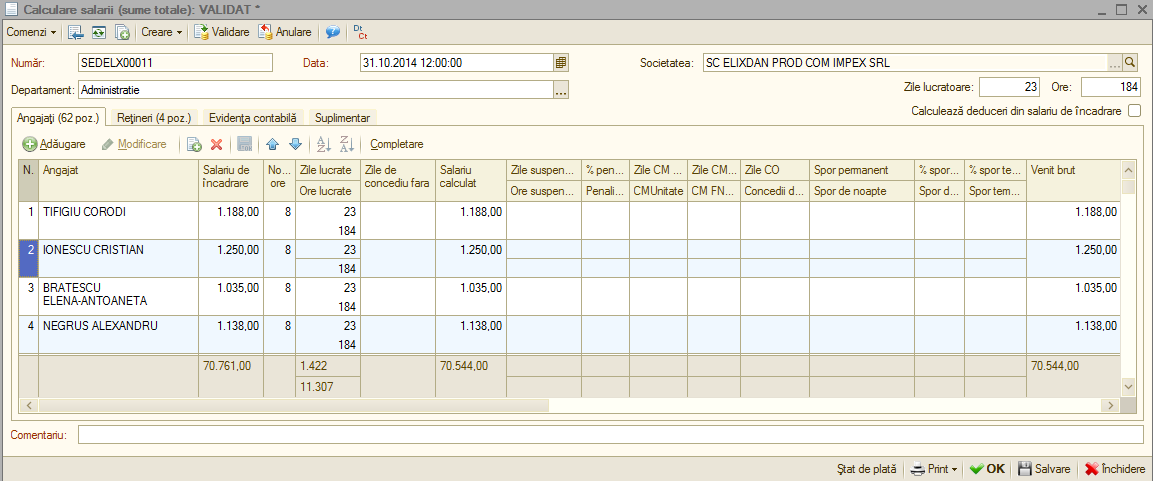 Calculare salarii (sume totale): VALIDAT *
Comenzi Creare Validare Anulare ? Dt Ct
Număr: SEDELX00011 Data: 31.10.2014 12:00:00 Societatea: SC ELIXDAN PROD COM IMPEX SRL ...
Departament: Administratie ... Zile lucratoare: 23 Ore: 184
Calculează deduceri din salariu de încadrare
Angajați (62 poz.) Rețineri (4 poz.) Evidența contabilă Suplimentar
Adăugare Modificare Completare
N. Angajat Salariu de încadrare No... ore Zile lucrate Zile de concediu fara Salariu calculat Zile suspen... % pen... Zile CM ... Zile CM... Zile CO Spor permanent % spor... % spor te... Venit brut
Ore lucrate Ore suspen... Penali... CMUnitate CM FN... Concedii d... Spor de noapte Spor d... Spor tem...
1 TIFIGIU CORODI 1.188,00 8 23 1.188,00 1.188,00
184
2 IONESCU CRISTIAN 1.250,00 8 23 1.250,00 1.250,00
184
3 BRATESCU 1.035,00 8 23 1.035,00 1.035,00
ELENA-ANTOANETA 184
4 NEGRUS ALEXANDRU 1.138,00 8 23 1.138,00 1.138,00
184
70.761,00 1.422 70.544,00 70.544,00
11.307
Comentariu:
Ștat de plată Print OK Salvare Închidere